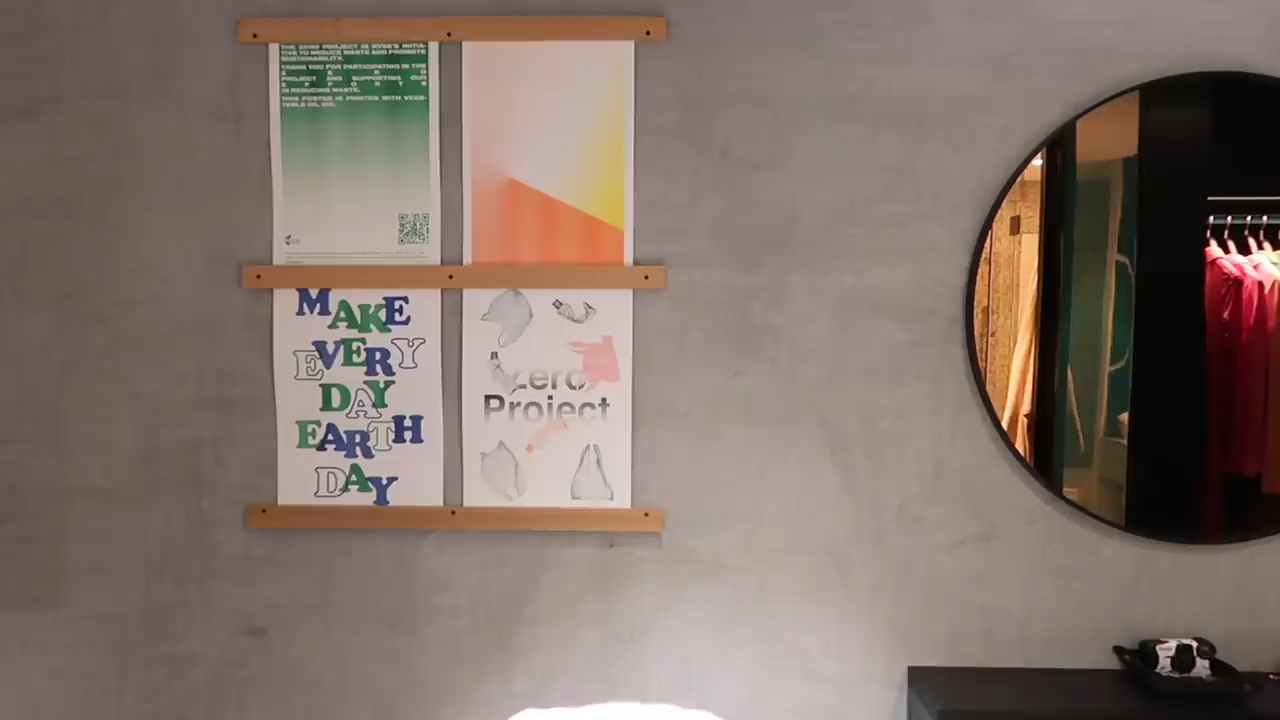 THE ZERO PROJECT IS RYSE'S INITIA-
TIVE TO REDUCE WASTE AND PROMOTE
SUSTAINABILITY.
THANK YOU FOR PARTICIPATING IN THE
Z E R O
PROJECT AND SUPPORTING OUR
E F F O R T S
IN REDUCING WASTE.
THIS POSTER IS PRINTED WITH VEGE-
TABLE OIL INK.
MAKE
EVERY
DAY
EARTH
DAY
Zero
Project